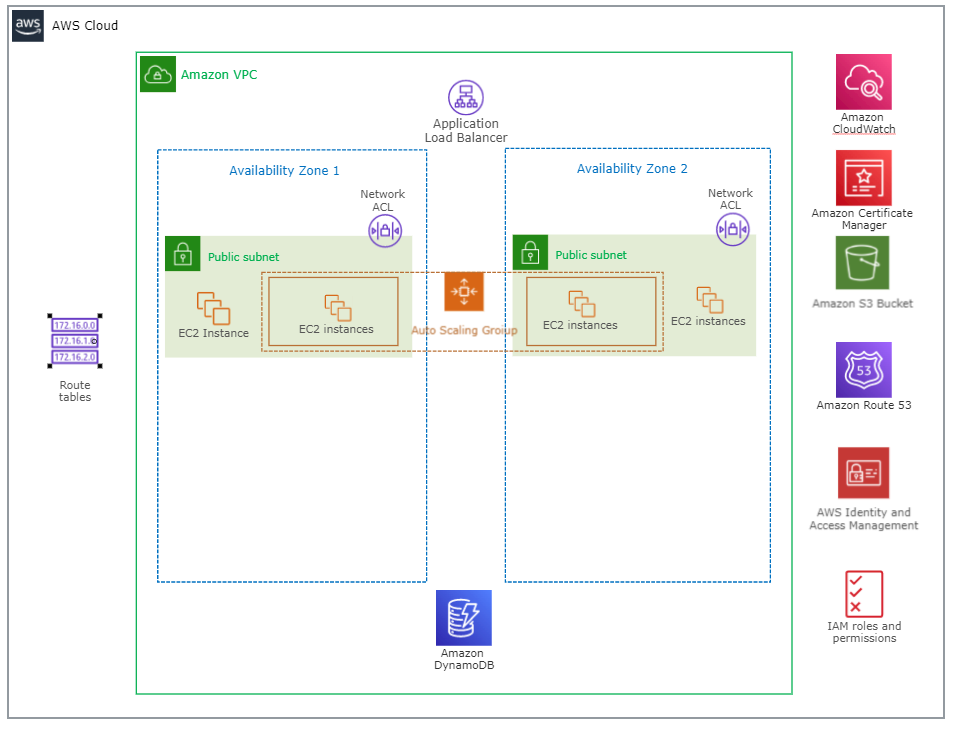 aws
AWS Cloud
Amazon VPC
Application
Load Balancer
Availability Zone 1
Network
ACL
Public subnet
EC2 Instance
EC2 instances
Auto Scaling Groiup
Availability Zone 2
Network
ACL
Public subnet
EC2 instances
EC2 instances
172.16.0.0
172.16.1.0
172.16.2.0
Route
tables
Amazon
DynamoDB
Amazon
CloudWatch
Amazon Certificate
Manager
Amazon S3 Bucket
53
Amazon Route 53
AWS Identity and
Access Management
IAM roles and
permissions